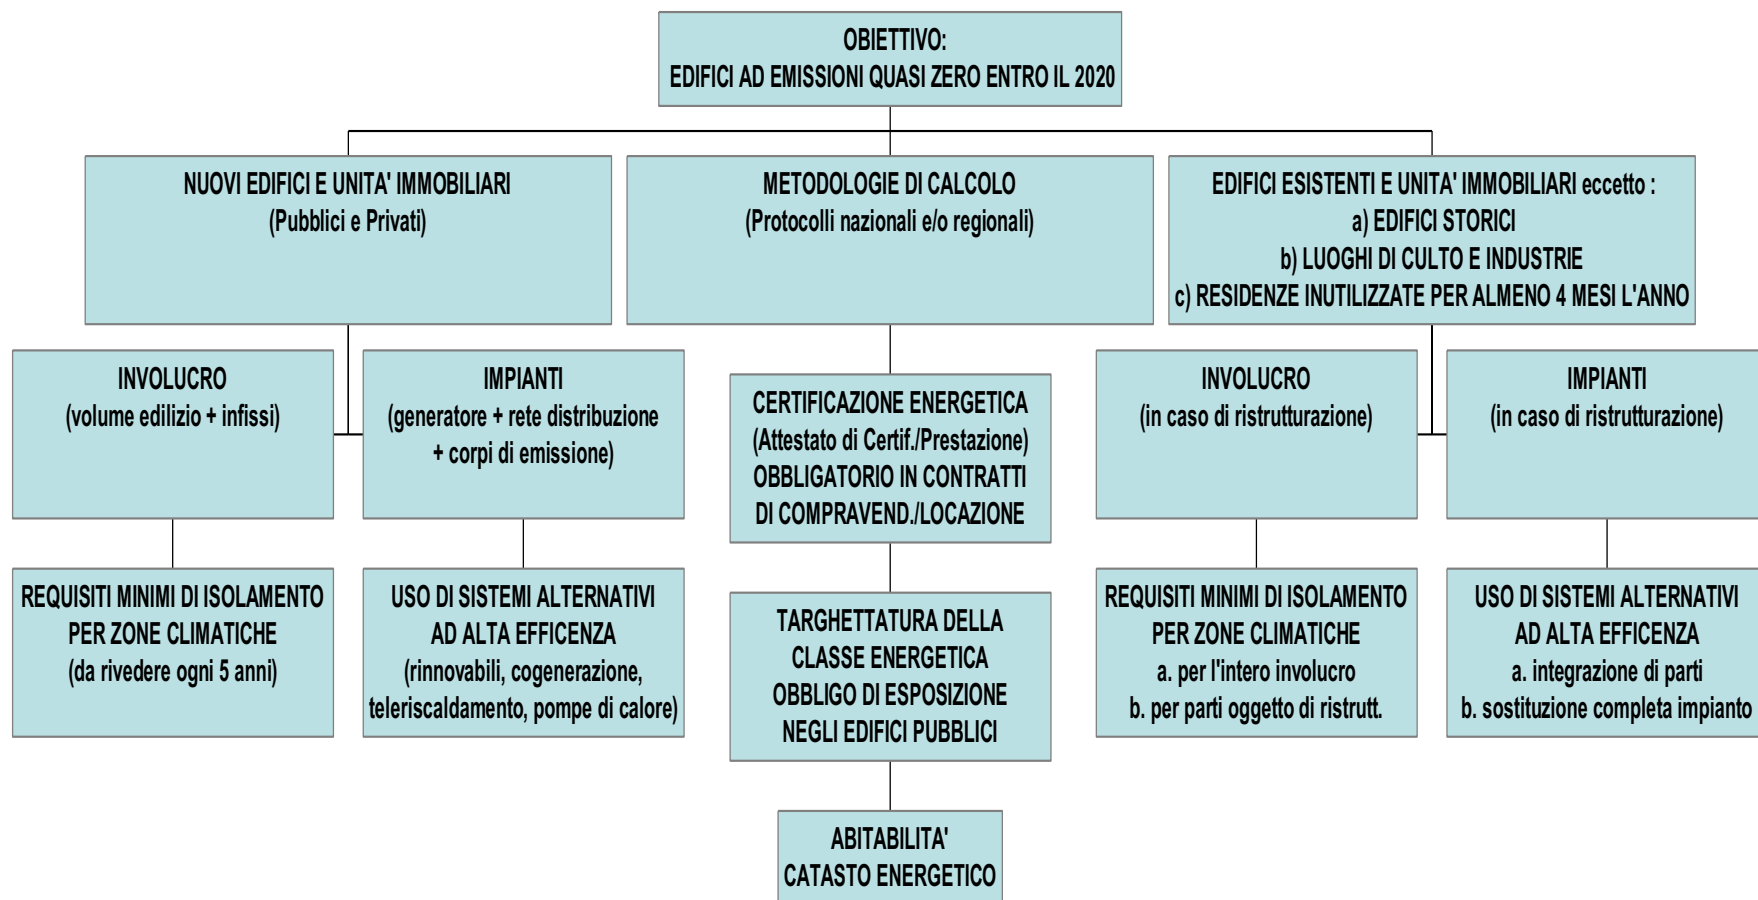 OBIETTIVO:
EDIFICI AD EMISSIONI QUASI ZERO ENTRO IL 2020
NUOVI EDIFICI E UNITA' IMMOBILIARI
(Pubblici e Privati)
METODOLOGIE DI CALCOLO
(Protocolli nazionali e/o regionali)
EDIFICI ESISTENTI E UNITA' IMMOBILIARI eccetto :
a) EDIFICI STORICI
b) LUOGHI DI CULTO E INDUSTRIE
c) RESIDENZE INUTILIZZATE PER ALMENO 4 MESI L'ANNO
INVOLUCRO
(volume edilizio + infissi)
IMPIANTI
(generatore + rete distribuzione
+ corpi di emissione)
CERTIFICAZIONE ENERGETICA
(Attestato di Certif./Prestazione)
OBBLIGATORIO IN CONTRATTI
DI COMPRAVEND./LOCAZIONE
INVOLUCRO
(in caso di ristrutturazione)
IMPIANTI
(in caso di ristrutturazione)
REQUISITI MINIMI DI ISOLAMENTO
PER ZONE CLIMATICHE
(da rivedere ogni 5 anni)
USO DI SISTEMI ALTERNATIVI
AD ALTA EFFICENZA
(rinnovabili, cogenerazione,
teleriscaldamento, pompe di calore)
TARGHETTATURA DELLA
CLASSE ENERGETICA
OBBLIGO DI ESPOSIZIONE
NEGLI EDIFICI PUBBLICI
REQUISITI MINIMI DI ISOLAMENTO
PER ZONE CLIMATICHE
a. per l'intero involucro
b. per parti oggetto di ristrutt.
USO DI SISTEMI ALTERNATIVI
AD ALTA EFFICENZA
a. integrazione di parti
b. sostituzione completa impianto
ABITABILITA'
CATASTO ENERGETICO